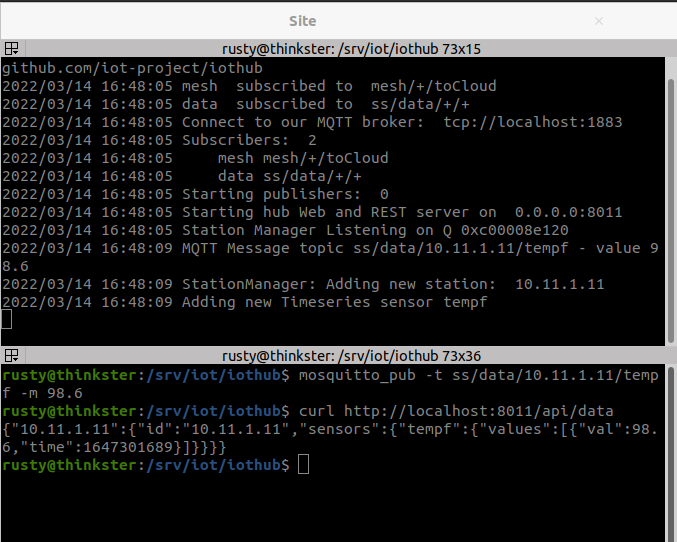 Site
rusty@thinkster: /srv/iot/iothub 73x15
github.com/iot-project/iothub
2022/03/14 16:48:05 mesh  subscribed to  mesh/+/toCloud
2022/03/14 16:48:05 data  subscribed to  ss/data/+/+
2022/03/14 16:48:05 Connect to our MQTT broker:  tcp://localhost:1883
2022/03/14 16:48:05 Subscribers:  2
2022/03/14 16:48:05     mesh mesh/+/toCloud
2022/03/14 16:48:05     data ss/data/+/+
2022/03/14 16:48:05 Starting publishers:  0
2022/03/14 16:48:05 Starting hub Web and REST server on  0.0.0.0:8011
2022/03/14 16:48:05 Station Manager Listening on Q 0xc00008e120
2022/03/14 16:48:09 MQTT Message topic ss/data/10.11.1.11/tempf - value 9
8.6
2022/03/14 16:48:09 StationManager: Adding new station:  10.11.1.11
2022/03/14 16:48:09 Adding new Timeseries sensor tempf
rusty@thinkster: /srv/iot/iothub 73x36
rusty@thinkster:/srv/iot/iothub$ mosquitto_pub -t ss/data/10.11.1.11/temp
f -m 98.6
rusty@thinkster:/srv/iot/iothub$ curl http://localhost:8011/api/data
{"10.11.1.11":{"id":"10.11.1.11","sensors":{"tempf":{"values":[{"val":98.
6,"time":1647301689}]}}}}
rusty@thinkster:/srv/iot/iothub$